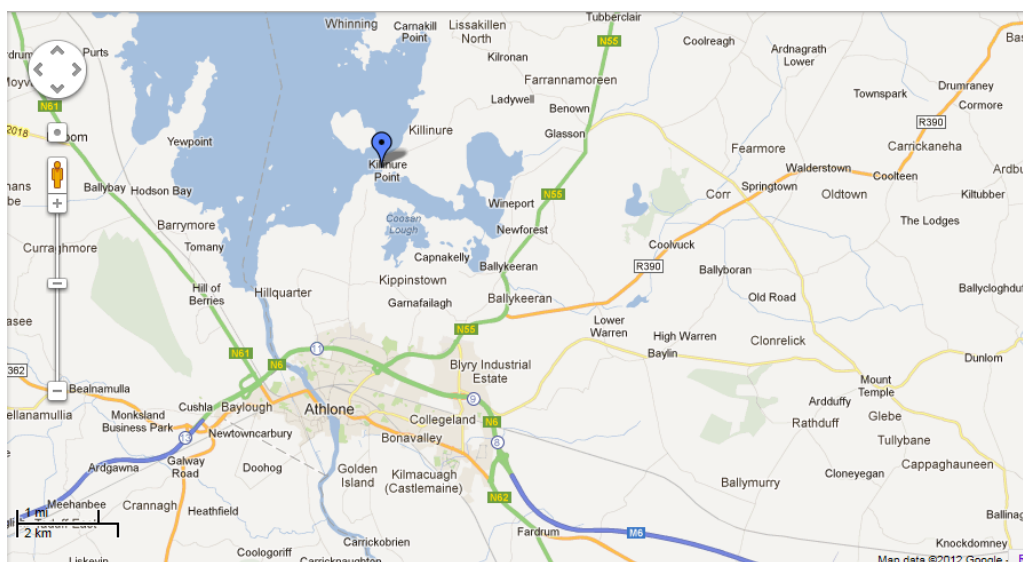 Whinning
Carnakill
Point
Lissakillen
North
Tubberclair
N55
Coolreagh
Ardnagrath
Lower
Purts
Kilronan
Farrannamoreen
Ladywell
Benown
Townspark
Drumraney
Cormore
N61
Yewpoint
Killinure
Glasson
R390
Carrickaneha
Fearmore
Killinure
Point
Walderstown
Coolteen
Ballybay
Hodson Bay
Springtown
Corr
Oldtown
Kiltubber
N55
Wineport
Barrymore
Coosan
Lough
Newforest
The Lodges
Curraghmore
Tomany
Coolvuck
Capnakelly
Ballykeeran
R390
Ballyboran
Kippinstown
Hill of
Berries
Hillquarter
Garnafailagh
Ballykeeran
Old Road
N55
Lower
Warren
High Warren
Clonrelick
Baylin
Dunlom
N61
11
N6
Blyry Industrial
Estate
Mount
Temple
362
Bealnamulla
Cushla
Baylough
Athlone
9
Ardduffy
Glebe
Monksland
Business Park
Collegeland
N6
Rathduff
13
Newtowncarbury
Bonavalley
8
Tullybane
Ardgawna
Galway
Road
Doohog
Golden
Island
Kilmacuagh
(Castlemaine)
Cappaghauneen
Cloneyegan
Ballymurry
N62
Meehanbee
Crannagh
Heathfield
1 mi
2 km
Fardrum
M6
Carrickobrien
Knockdomney
Coologoriff
Carricknaughton
Map data ©2012 Google -